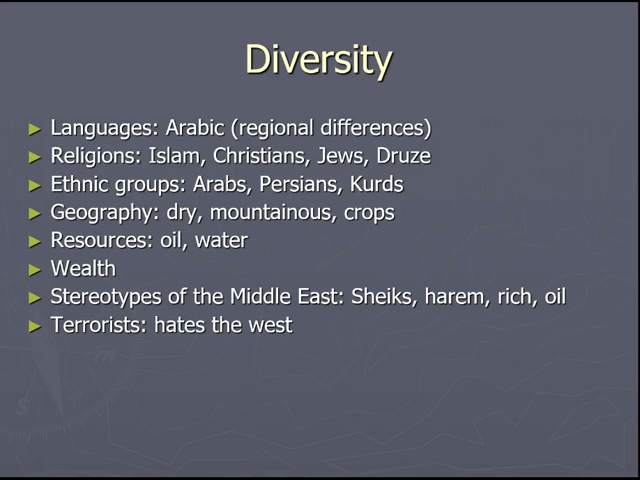 Diversity
► Languages: Arabic (regional differences)
► Religions: Islam, Christians, Jews, Druze
► Ethnic groups: Arabs, Persians, Kurds
► Geography: dry, mountainous, crops
► Resources: oil, water
► Wealth
► Stereotypes of the Middle East: Sheiks, harem, rich, oil
► Terrorists: hates the west
m
S